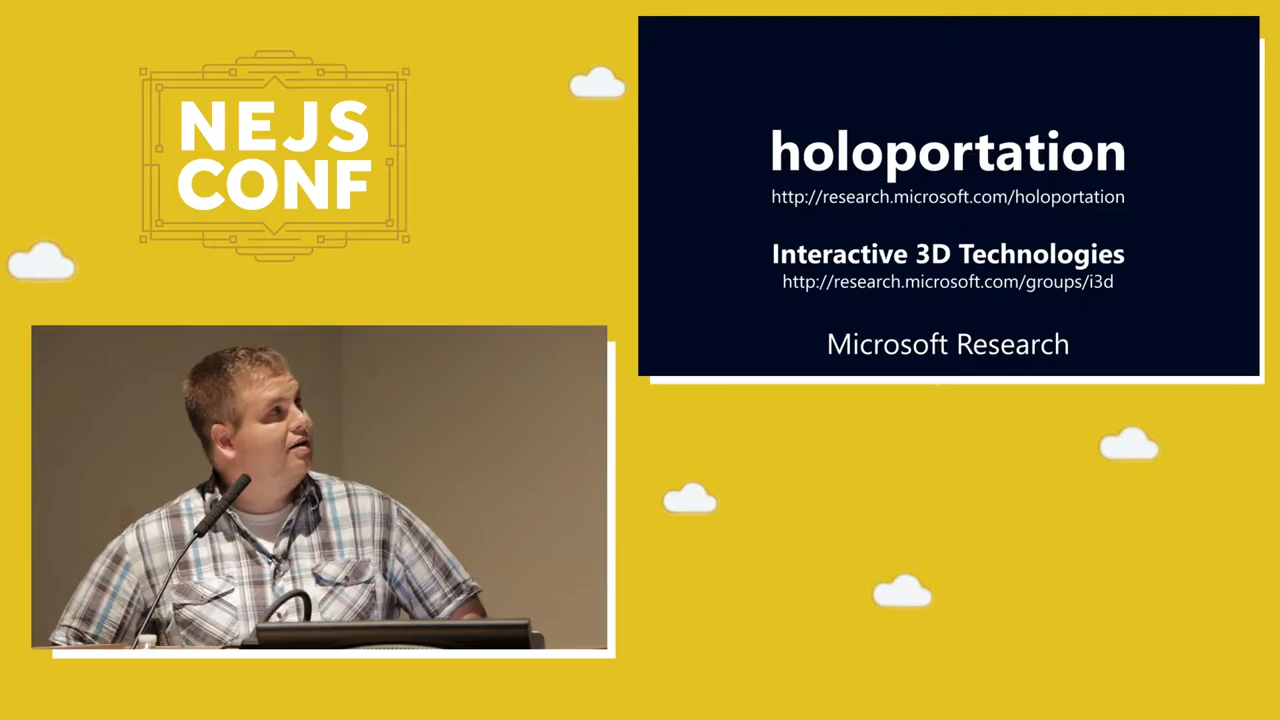 NEJS
CONF
holoportation
http://research.microsoft.com/holoportation
Interactive 3D Technologies
http://research.microsoft.com/groups/i3d
Microsoft Research